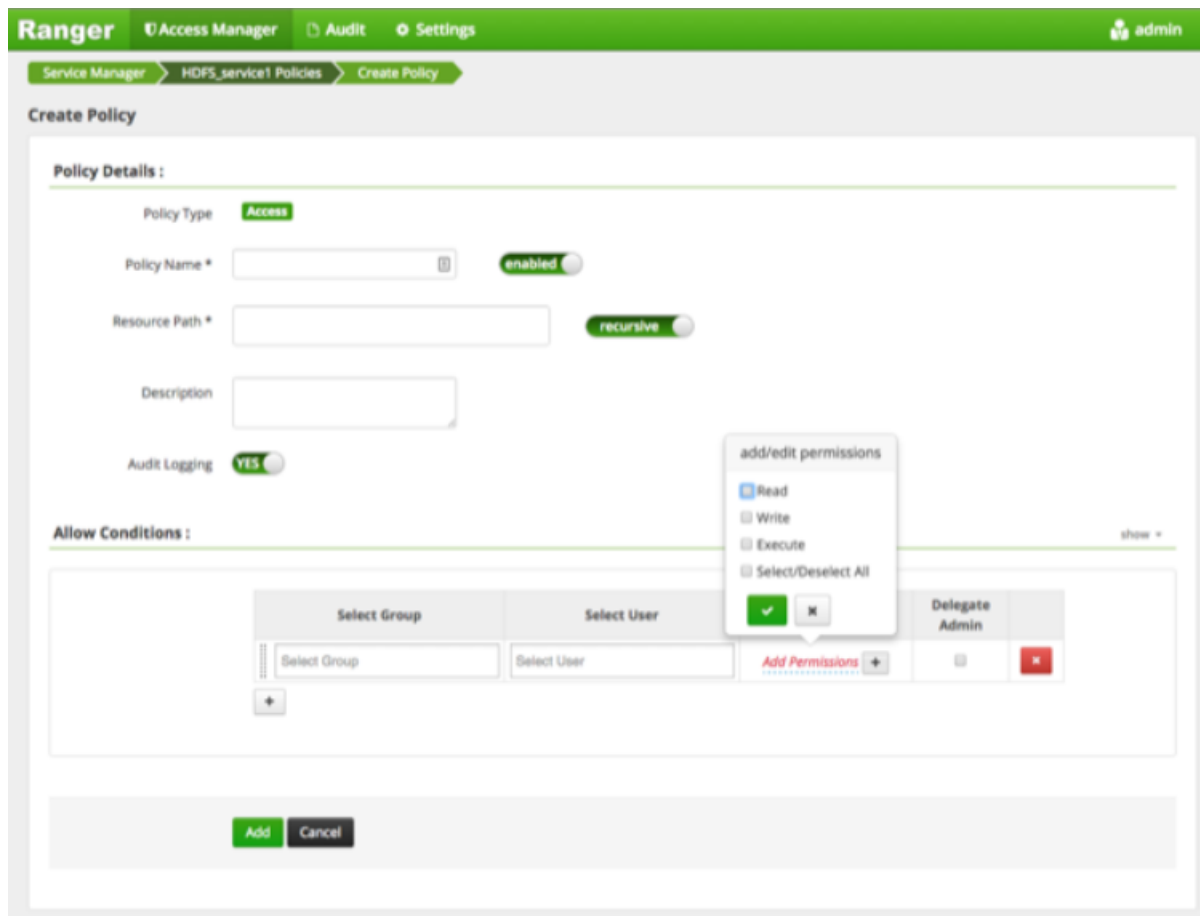 Ranger Access Manager Audit Settings admin
Service Manager HDFS_service1 Policies Create Policy
Create Policy
Policy Details :
Policy Type Access
Policy Name * enabled
Resource Path * recursive
Description
Audit Logging YES
add/edit permissions
Read
Write
Execute
Select/Deselect All
Allow Conditions :
show
Select Group Select User Delegate Admin
Select Group Select User Add Permissions +
+
Add Cancel